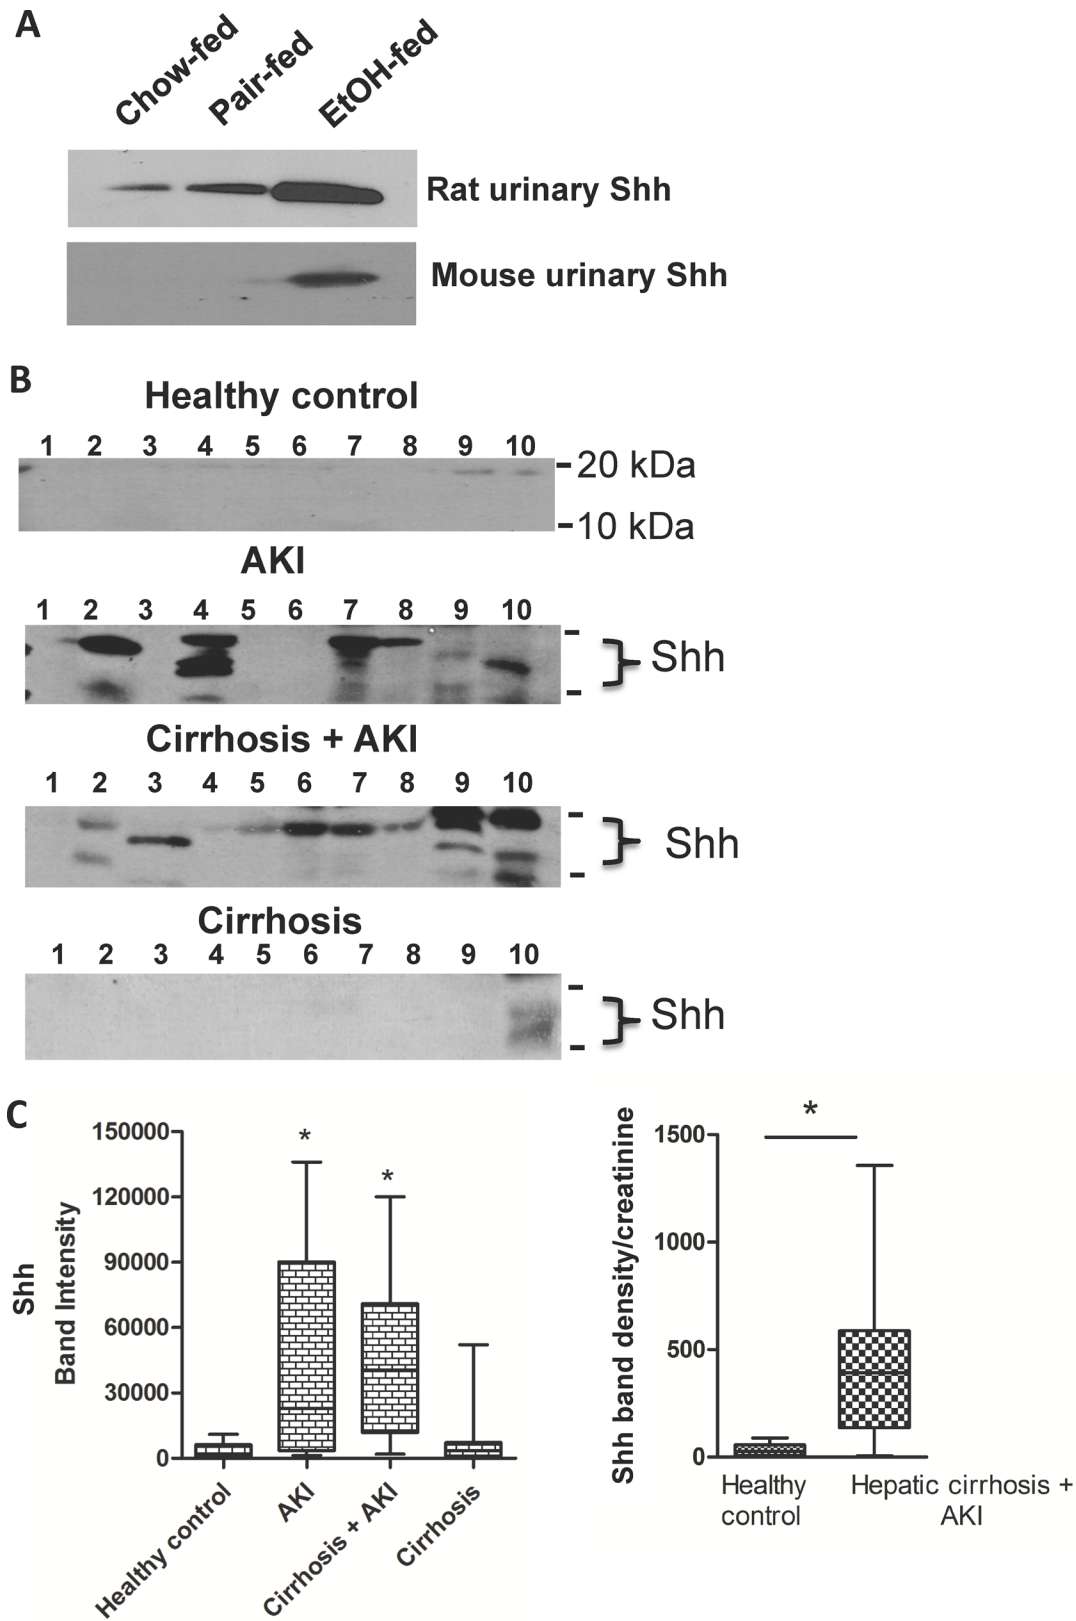 A
Chow-fed
Pair-fed
EtOH-fed
Rat urinary Shh
Mouse urinary Shh
B
Healthy control
1 2 3 4 5 6 7 8 9 10
20 kDa
10 kDa
AKI
1 2 3 4 5 6 7 8 9 10
Shh
Cirrhosis + AKI
1 2 3 4 5 6 7 8 9 10
Shh
Cirrhosis
1 2 3 4 5 6 7 8 9 10
Shh
C
Shh
Band Intensity
150000
120000
90000
60000
30000
0
*
*
Healthy control
AKI
Cirrhosis + AKI
Cirrhosis
Shh band density/creatinine
1500
1000
500
0
*
Healthy
control
Hepatic cirrhosis +
AKI